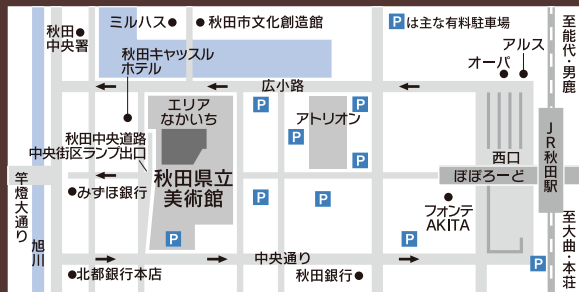 ミルハス
秋田市文化創造館
Pは主な有料駐車場
秋田
中央署
秋田キャッスル
ホテル
アルス
オーパ
至能代・男鹿
広小路
エリア
なかいち
P
アトリオン
P
P
P
秋田中央道路
中央街区ランプ出口
秋田県立
美術館
西口
ぽぽろーど
JR秋田駅
竿燈大通り
みずほ銀行
P
P
フォンテ
AKITA
至大曲・本荘
旭川
P
P
P
中央通り
北都銀行本店
秋田銀行